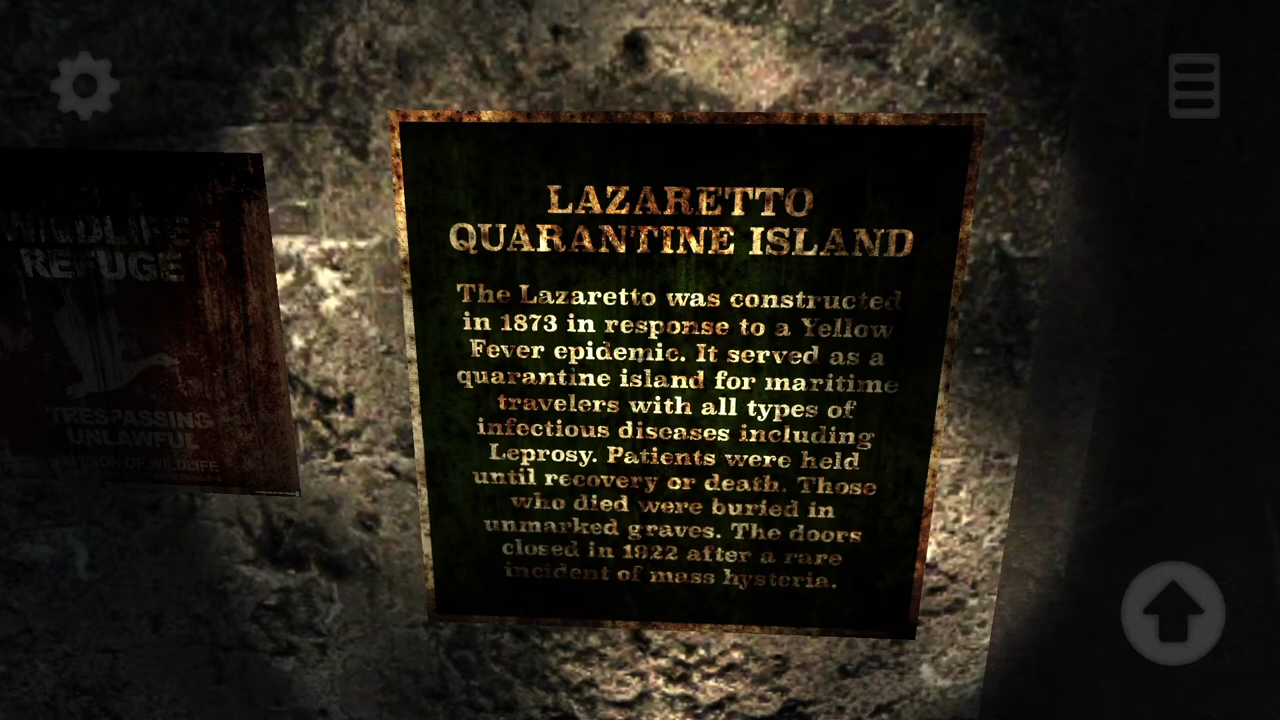 WILDLIFE
REFUGE
TRESPASSING
UNLAWFUL
DIVISION OF WILDLIFE
LAZARETTO
QUARANTINE ISLAND
The Lazaretto was constructed
in 1873 in response to a Yellow
Fever epidemic. It served as a
quarantine island for maritime
travelers with all types of
infectious diseases including
Leprosy. Patients were held
until recovery or death. Those
who died were buried in
unmarked graves. The doors
closed in 1922 after a rare
incident of mass hysteria.